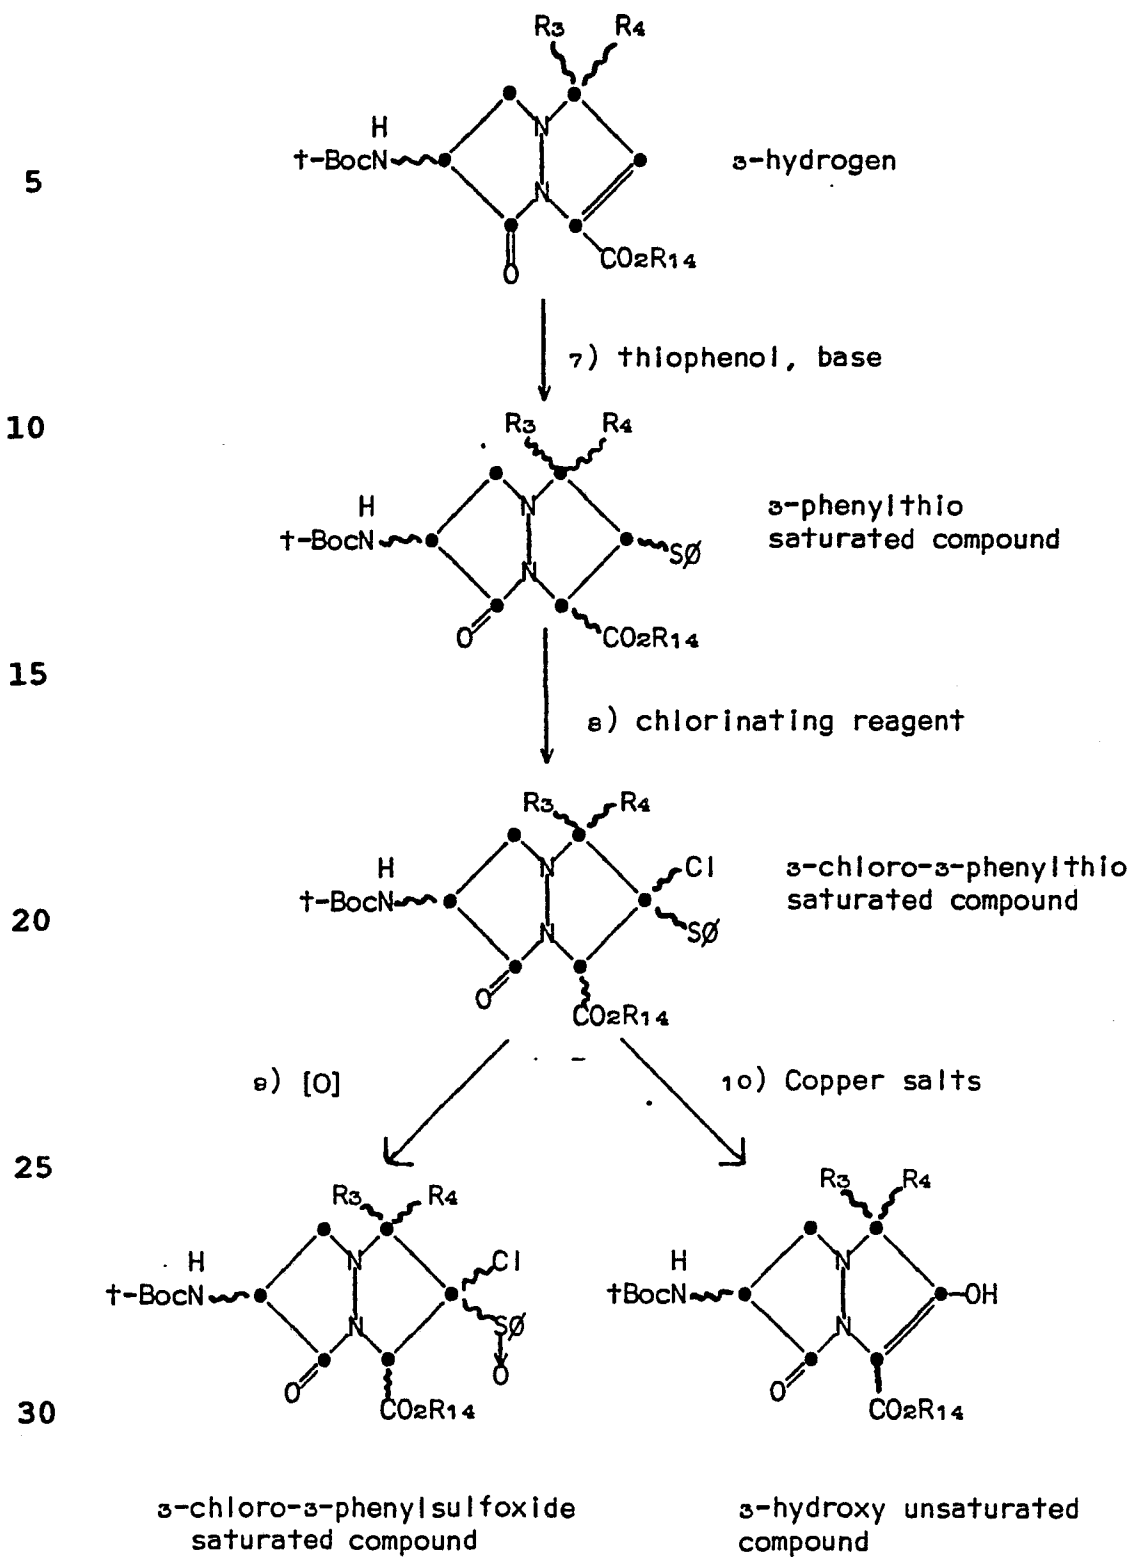 R3 R4
H
N
t-BocN
3-hydrogen
5
N
CO2R14
O
7) thiophenol, base
10
R3 R4
H
N
3-phenylthio
t-BocN
saturated compound
SØ
N
O
CO2R14
15
8) chlorinating reagent
R3 R4
H
N
Cl
3-chloro-3-phenylthio
t-BocN
saturated compound
20
N
SØ
O
CO2R14
9) [O]
10) Copper salts
25
R3 R4
R3 R4
H
N
Cl
H
N
t-BocN
tBocN
OH
N
SØ
N
O
O
O
CO2R14
CO2R14
30
3-chloro-3-phenylsulfoxide
saturated compound
3-hydroxy unsaturated
compound